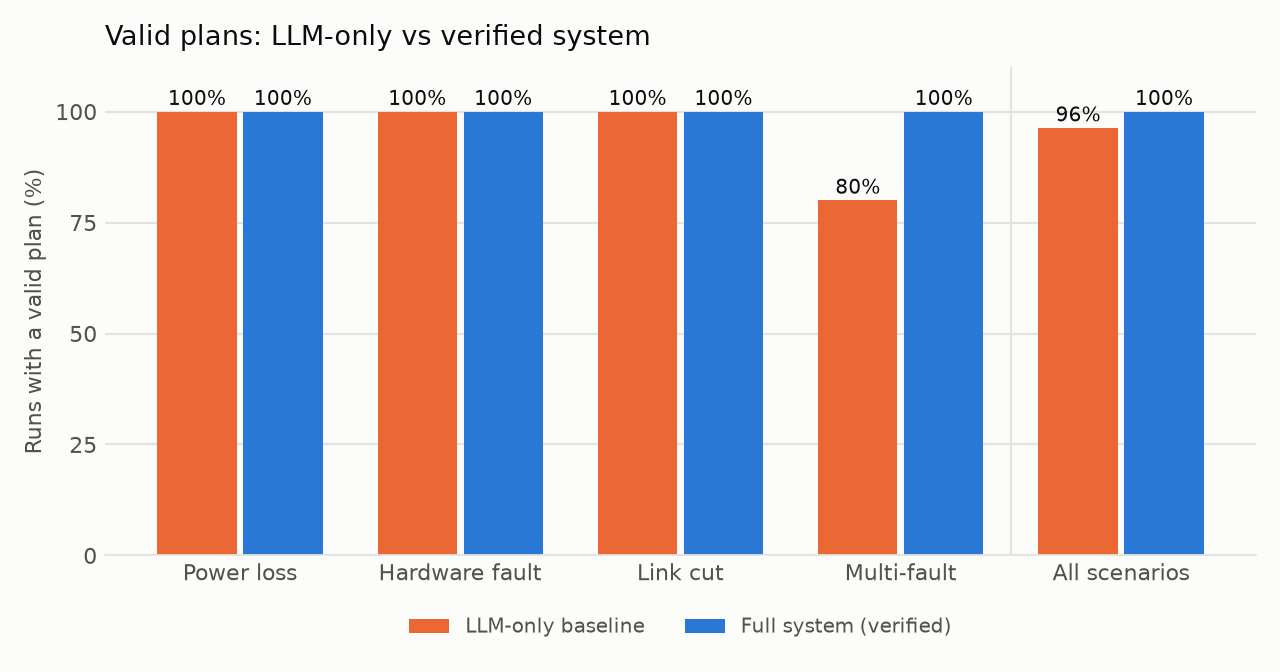 Valid plans: LLM-only vs verified system
100% 100% 100% 100% 100% 100% 80% 100% 96% 100%
Runs with a valid plan (%)
100
75
50
25
0
Power loss Hardware fault Link cut Multi-fault All scenarios
LLM-only baseline Full system (verified)